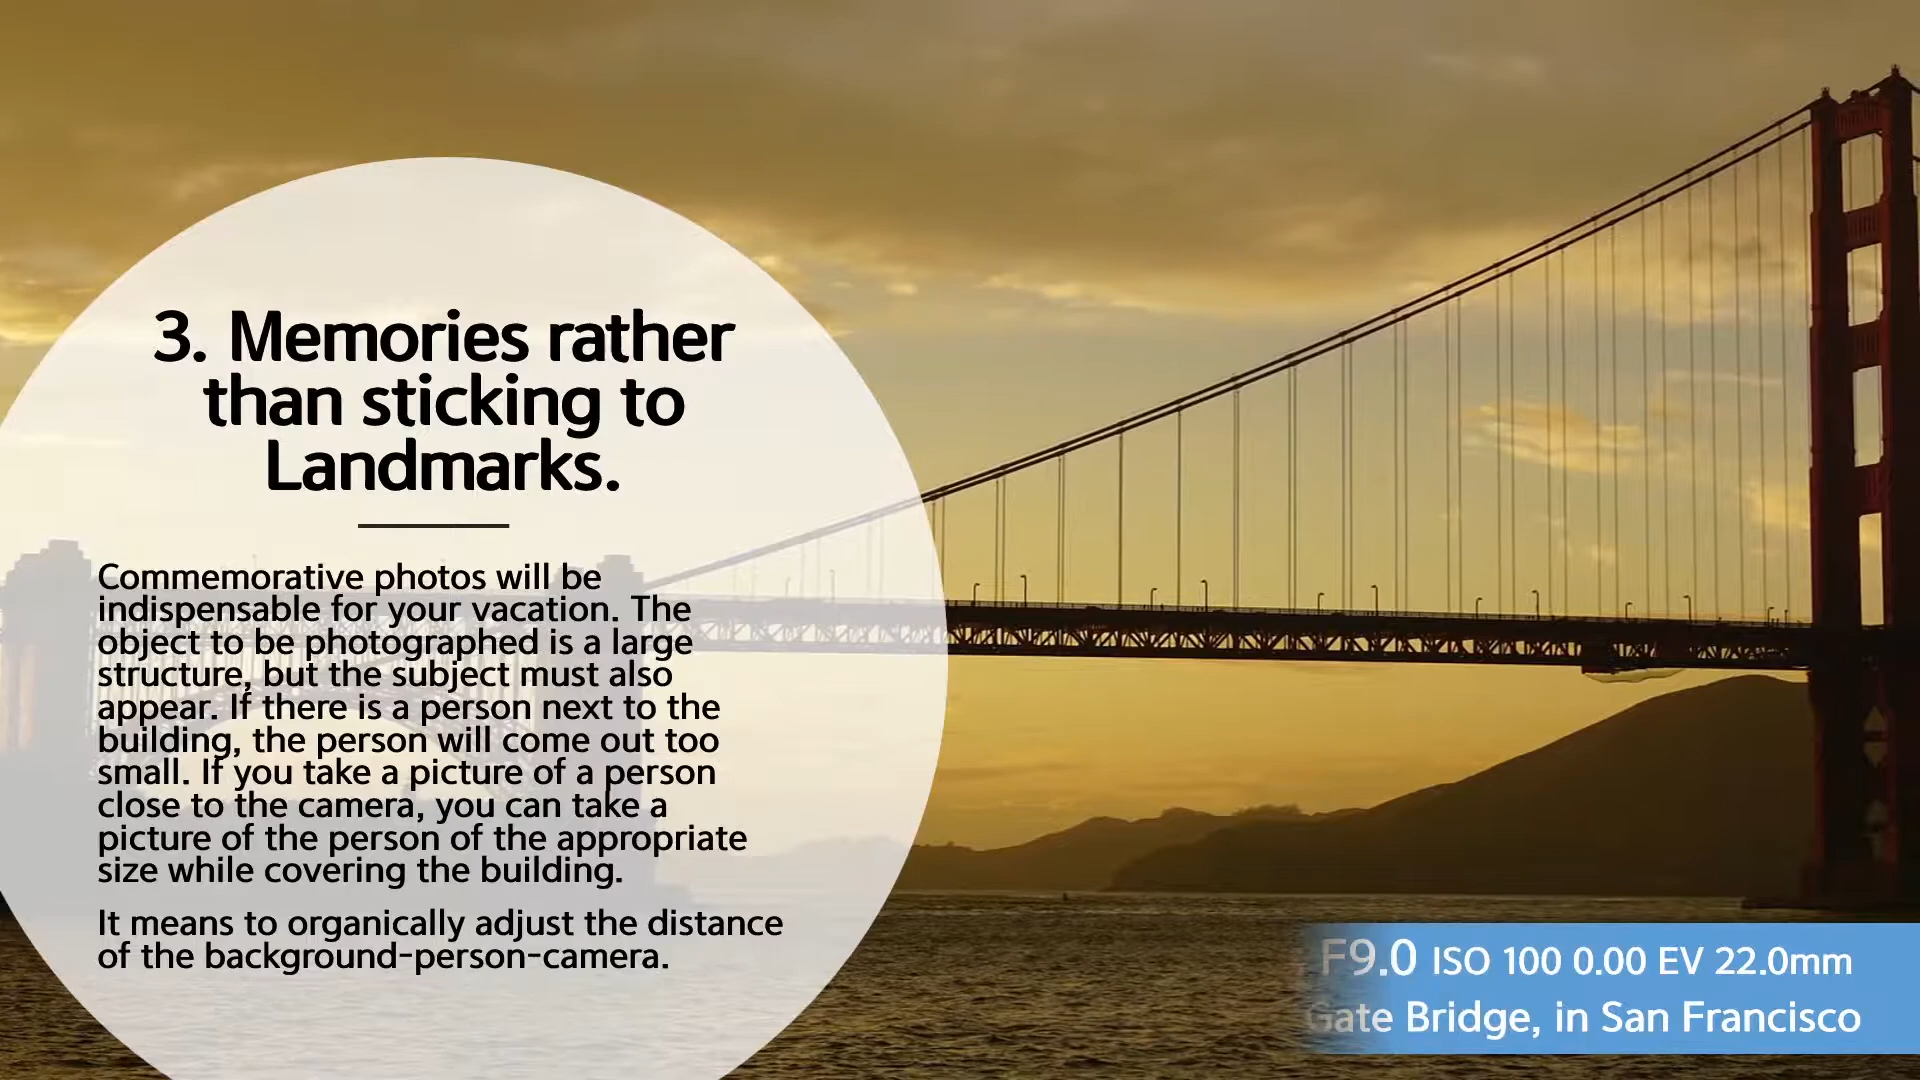 3. Memories rather
than sticking to
Landmarks.
Commemorative photos will be
indispensable for your vacation. The
object to be photographed is a large
structure, but the subject must also
appear. If there is a person next to the
building, the person will come out too
small. If you take a picture of a person
close to the camera, you can take a
picture of the person of the appropriate
size while covering the building.
It means to organically adjust the distance
of the background-person-camera.
F9.0 ISO 100 0.00 EV 22.0mm
Gate Bridge, in San Francisco